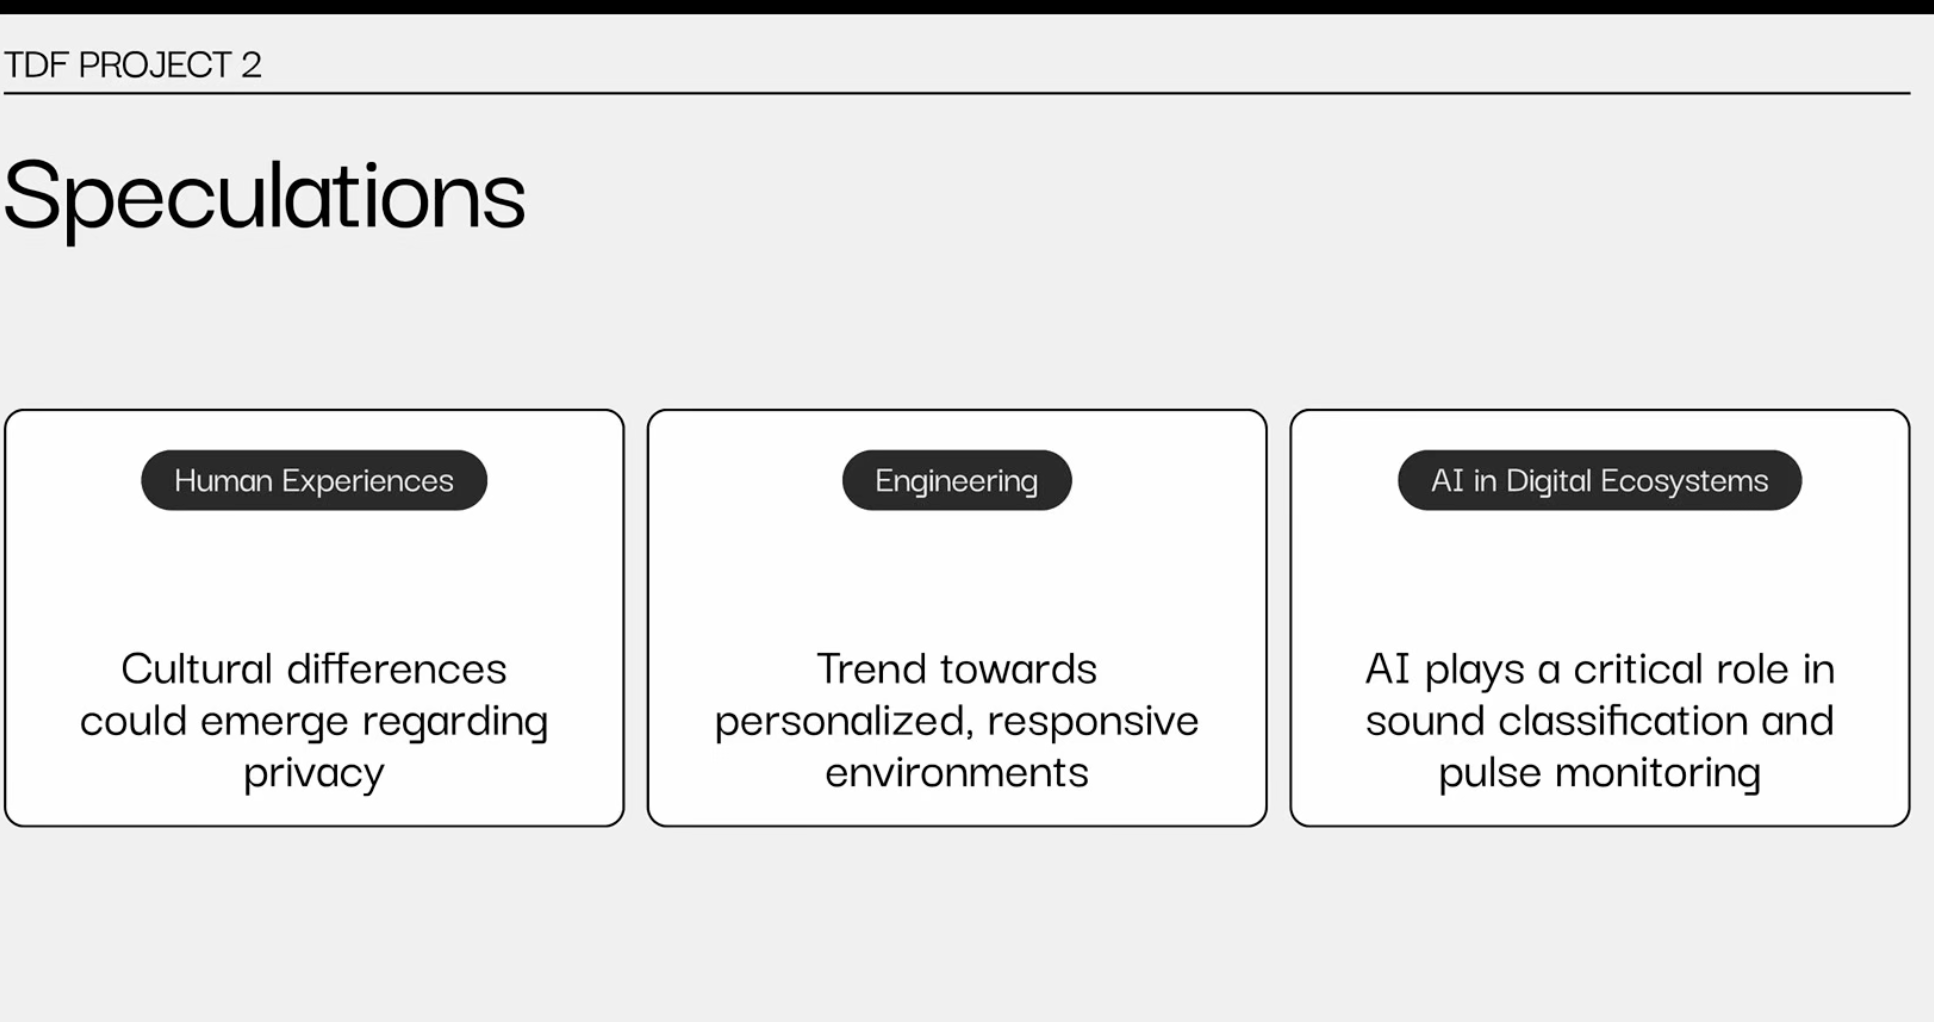 TDF PROJECT 2
Speculations
Human Experiences
Cultural differences
could emerge regarding
privacy
Engineering
Trend towards
personalized, responsive
environments
AI in Digital Ecosystems
AI plays a critical role in
sound classification and
pulse monitoring